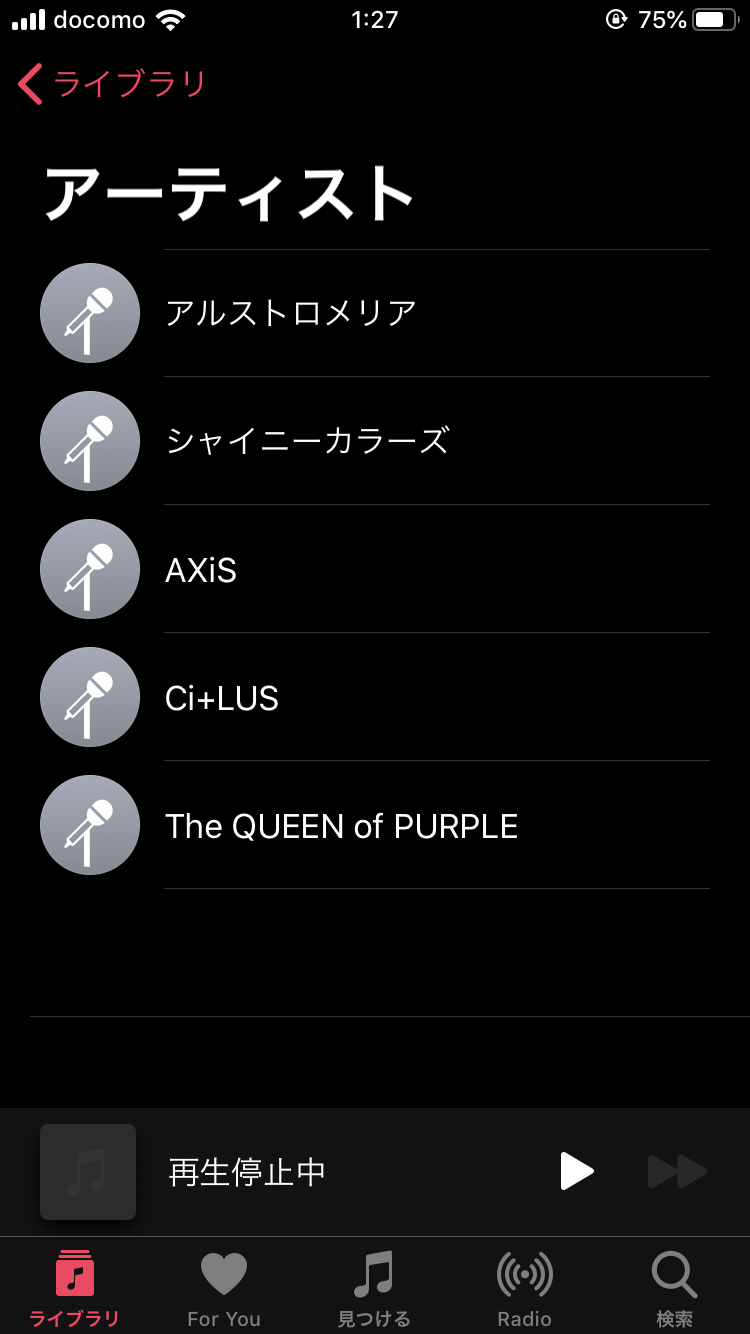 docomo 1:27 75%
ライブラリ
アーティスト
アルストロメリア
シャイニーカラーズ
AXiS
Ci+LUS
The QUEEN of PURPLE
再生停止中
ライブラリ For You 見つける Radio 検索